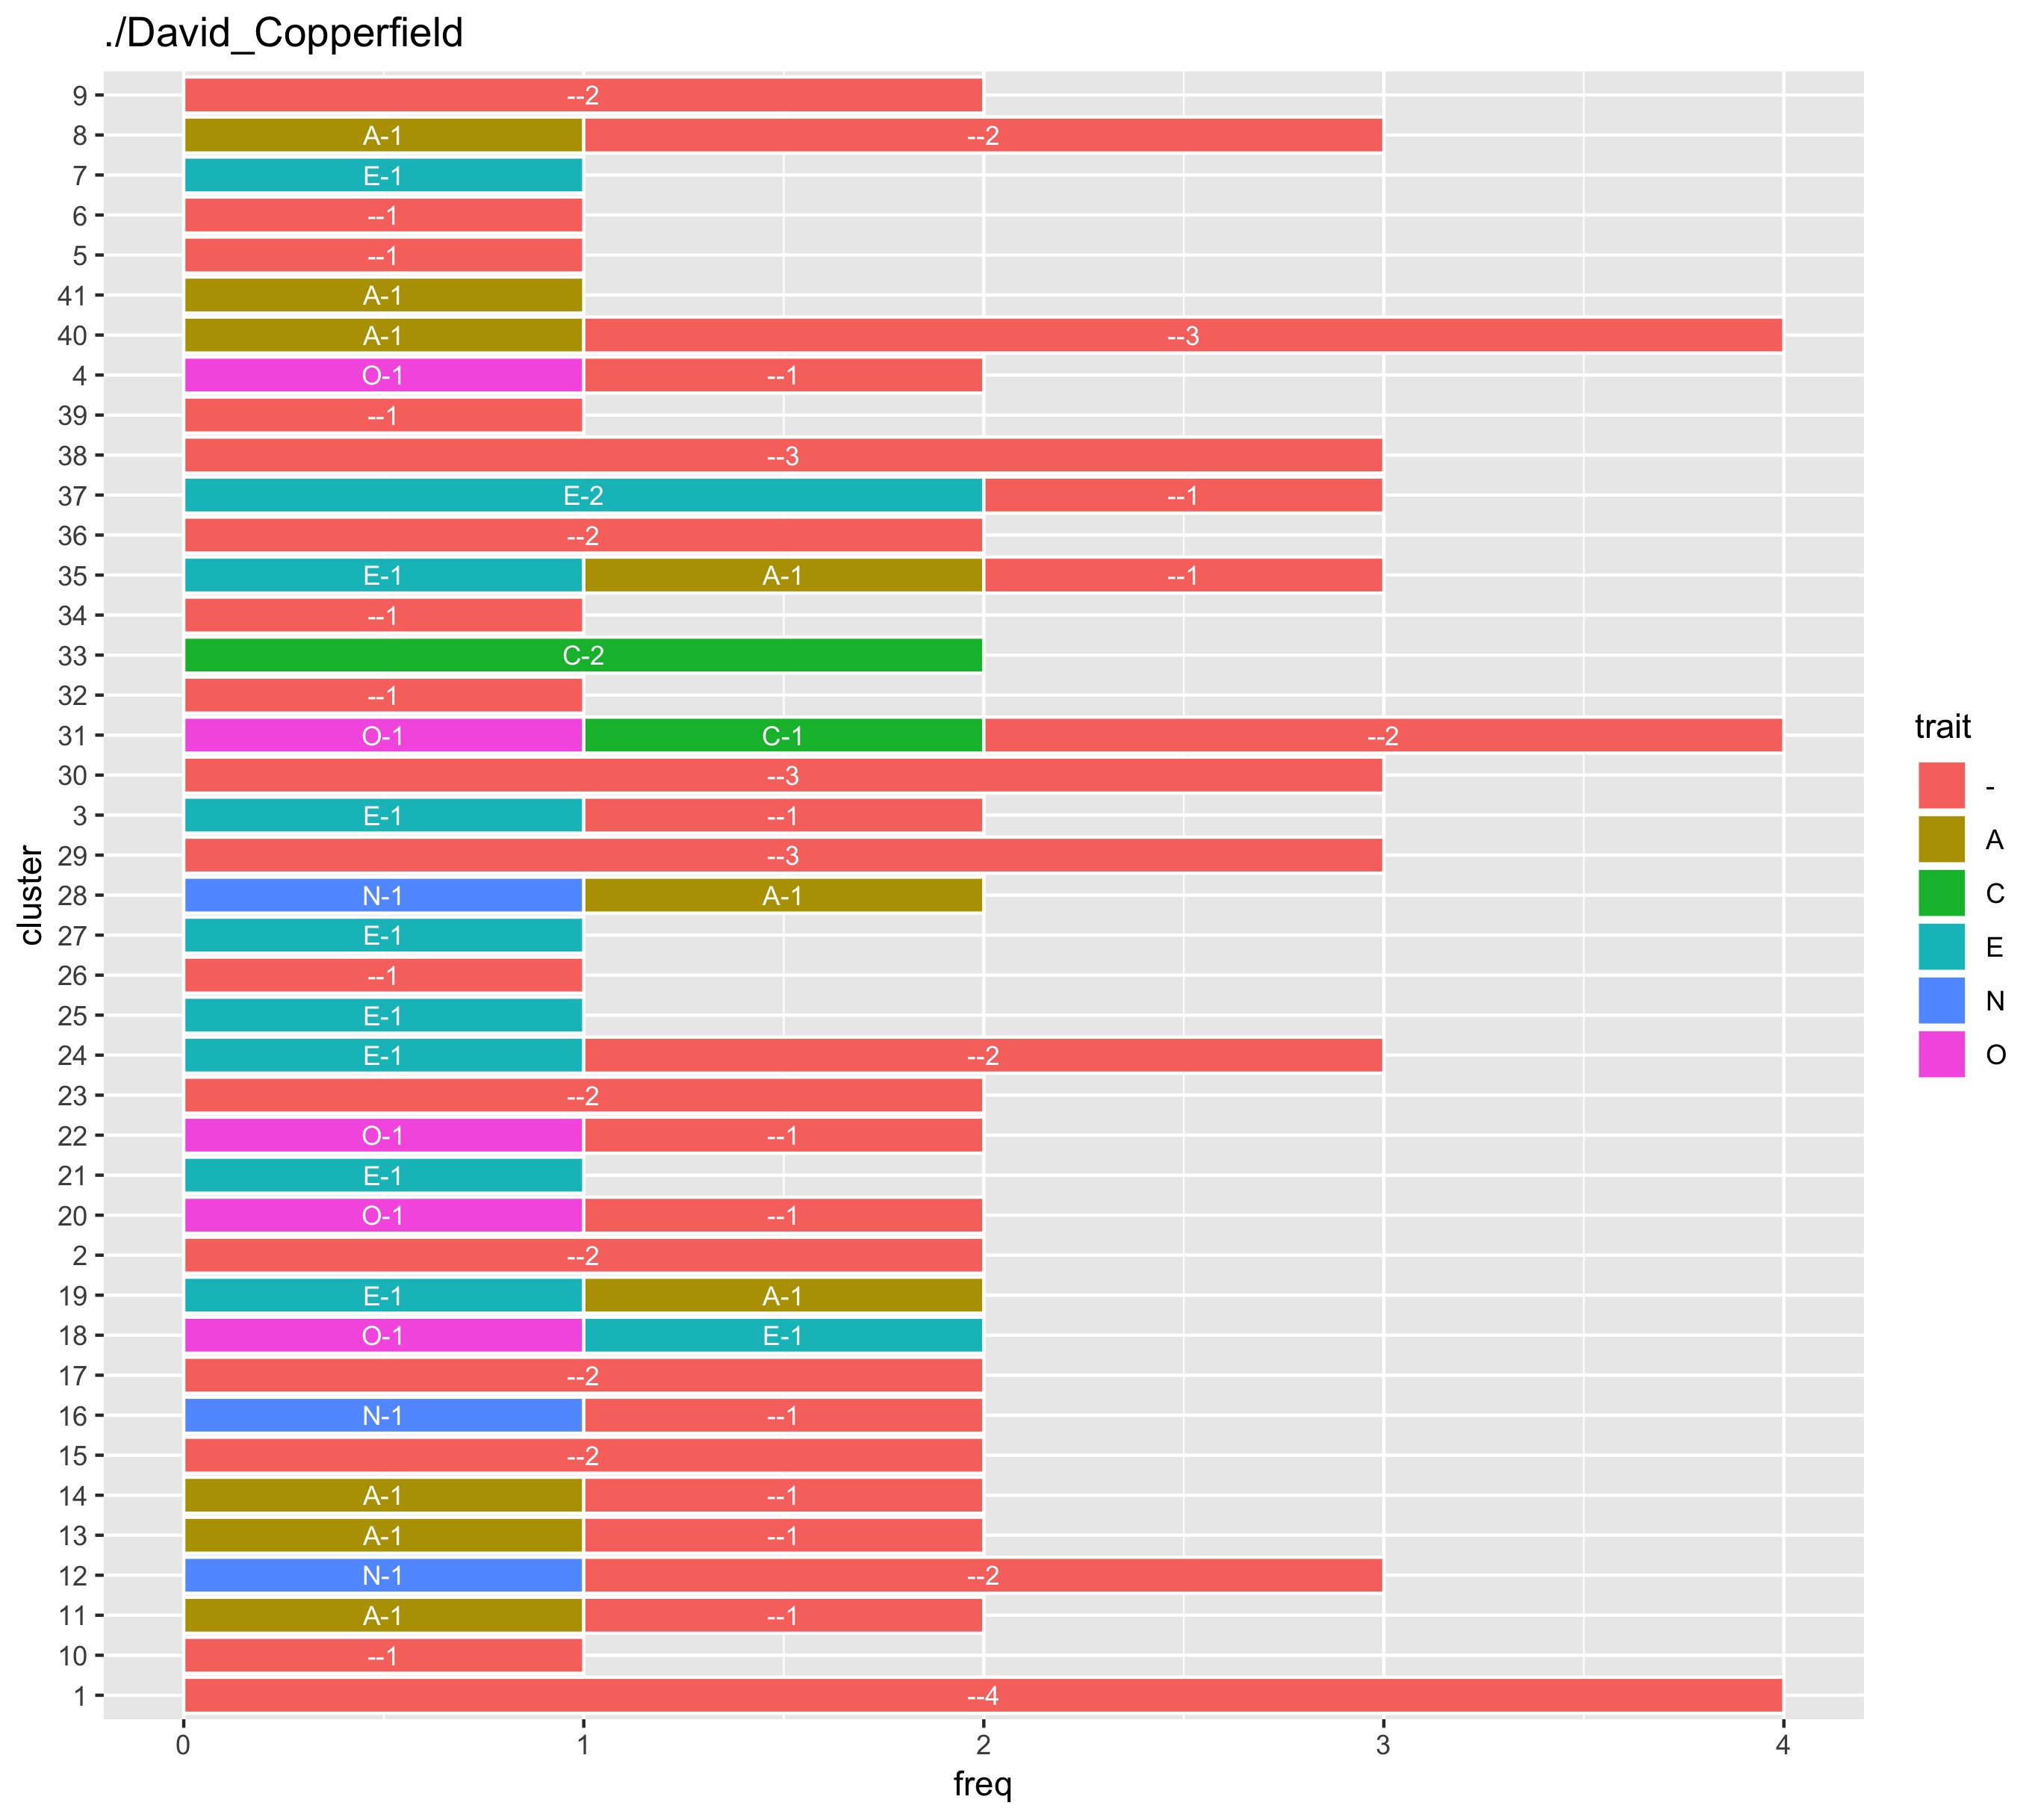 ./David_Copperfield
9 --2
8 A-1 --2
7 E-1
6 --1
5 --1
41 A-1
40 A-1 --3
4 O-1 --1
39 --1
38 --3
37 E-2 --1
36 --2
35 E-1 A-1 --1
34 --1
33 C-2
32 --1
31 O-1 C-1 --2
30 --3
3 E-1 --1
29 --3
28 N-1 A-1
27 E-1
26 --1
25 E-1
24 E-1 --2
23 --2
22 O-1 --1
21 E-1
20 O-1 --1
2 --2
19 E-1 A-1
18 O-1 E-1
17 --2
16 N-1 --1
15 --2
14 A-1 --1
13 A-1 --1
12 N-1 --2
11 A-1 --1
10 --1
1 --4
0 1 2 3 4
freq
cluster
trait
-
A
C
E
N
O